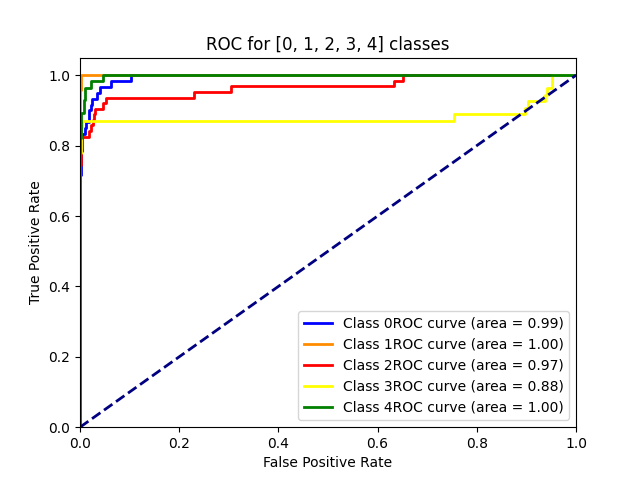 ROC for [0, 1, 2, 3, 4] classes
True Positive Rate
1.0
0.8
0.6
0.4
0.2
0.0
Class 0ROC curve (area = 0.99)
Class 1ROC curve (area = 1.00)
Class 2ROC curve (area = 0.97)
Class 3ROC curve (area = 0.88)
Class 4ROC curve (area = 1.00)
0.0 0.2 0.4 0.6 0.8 1.0
False Positive Rate